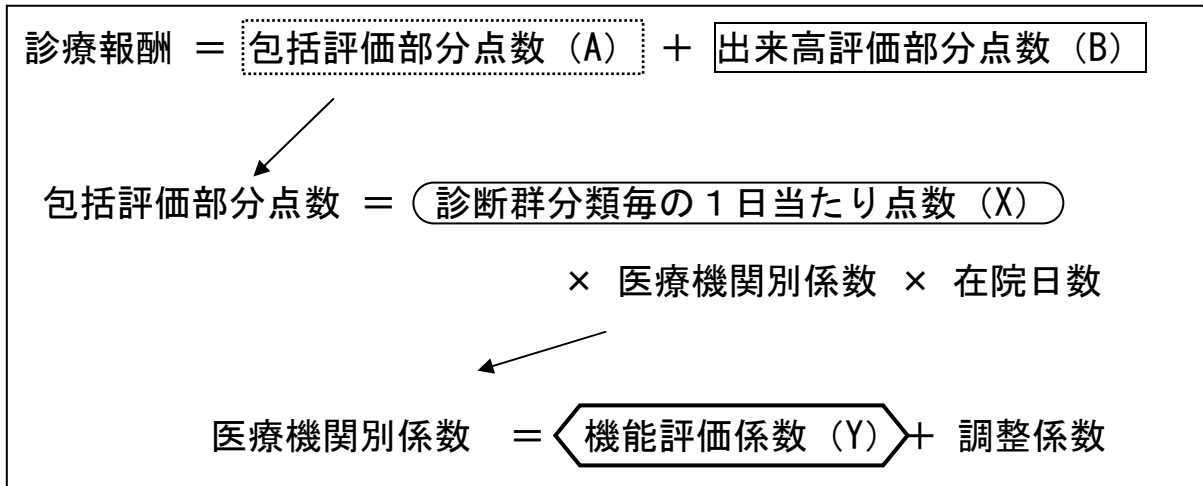 診療報酬 ＝ 包括評価部分点数（A） ＋ 出来高評価部分点数（B）
包括評価部分点数 ＝ 診断群分類毎の１日当たり点数（X）
× 医療機関別係数 × 在院日数
医療機関別係数 ＝ 機能評価係数（Y） ＋ 調整係数